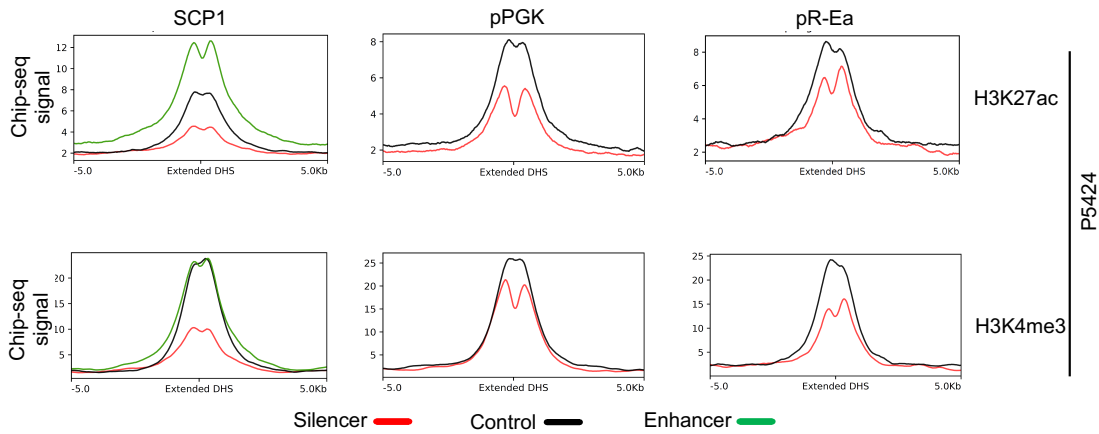 SCP1
pPGK
pR-Ea
Chip-seq
signal
12
10
8
6
4
2
-5.0
Extended DHS
5.0Kb
8
6
4
2
-5.0
Extended DHS
5.0Kb
8
6
4
2
-5.0
Extended DHS
5.0Kb
H3K27ac
P5424
Chip-seq
signal
20
15
10
5
-5.0
Extended DHS
5.0Kb
25
20
15
10
5
-5.0
Extended DHS
5.0Kb
25
20
15
10
5
-5.0
Extended DHS
5.0Kb
H3K4me3
Silencer
Control
Enhancer